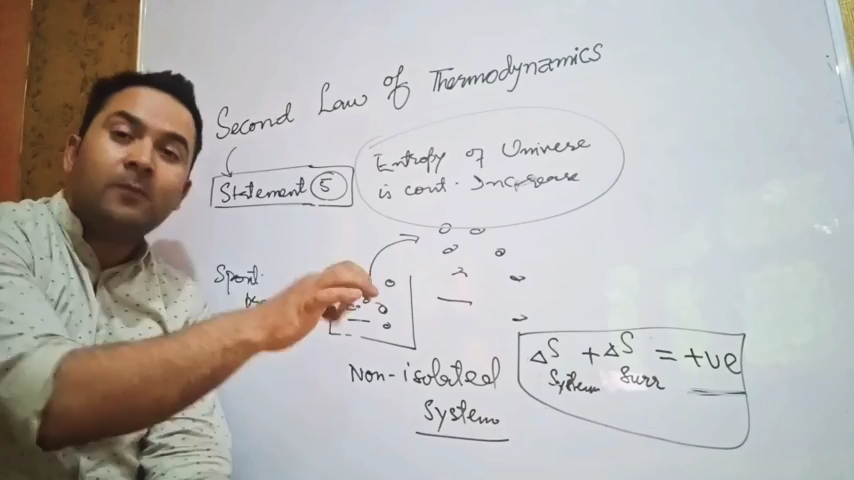 Second Law of Thermodynamics
Statement 5
Entropy of Universe
is cont. Increase
Spont.
Non-isolated
System
ΔS + ΔS = +ve
System Surr